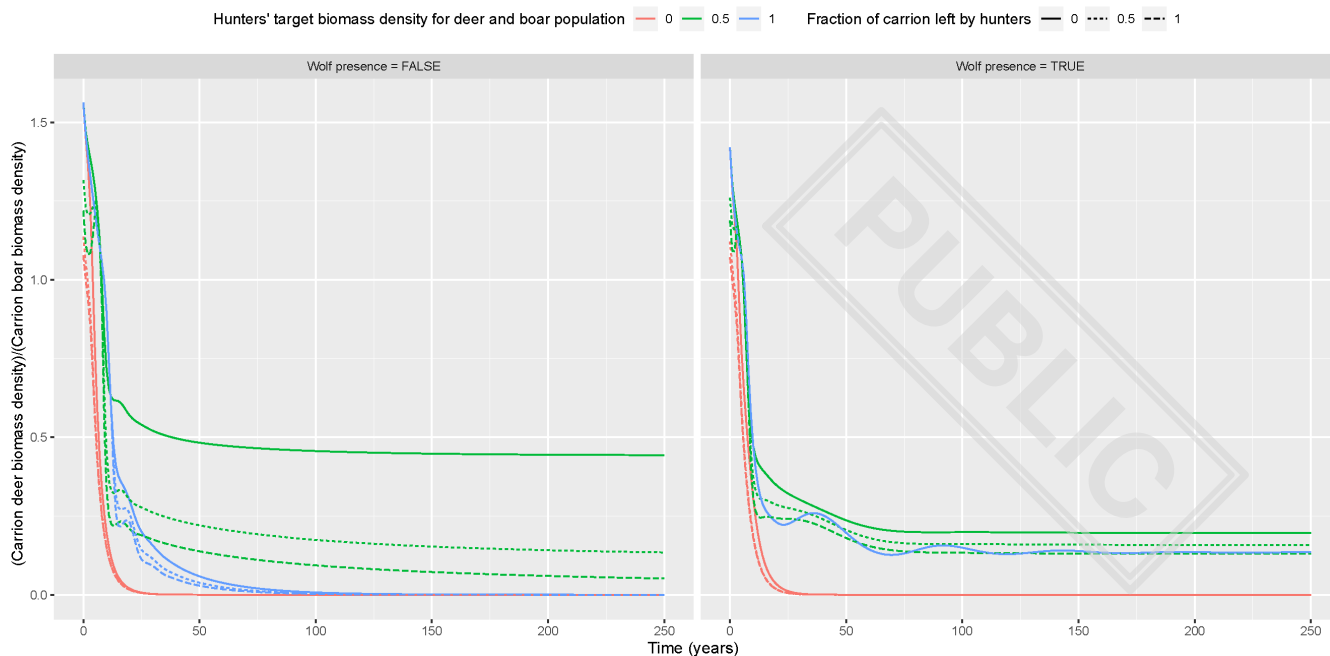 Hunters' target biomass density for deer and boar population 0 0.5 1 Fraction of carrion left by hunters 0 0.5 1
Wolf presence = FALSE
Wolf presence = TRUE
(Carrion deer biomass density)/(Carrion boar biomass density)
1.5
1.0
0.5
0.0
0 50 100 150 200 250
0 50 100 150 200 250
Time (years)
PUBLIC